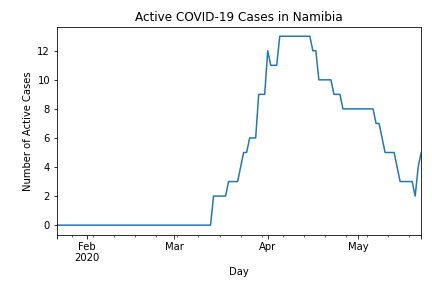 Active COVID-19 Cases in Namibia
Number of Active Cases
12
10
8
6
4
2
0
Feb
2020
Mar
Apr
May
Day